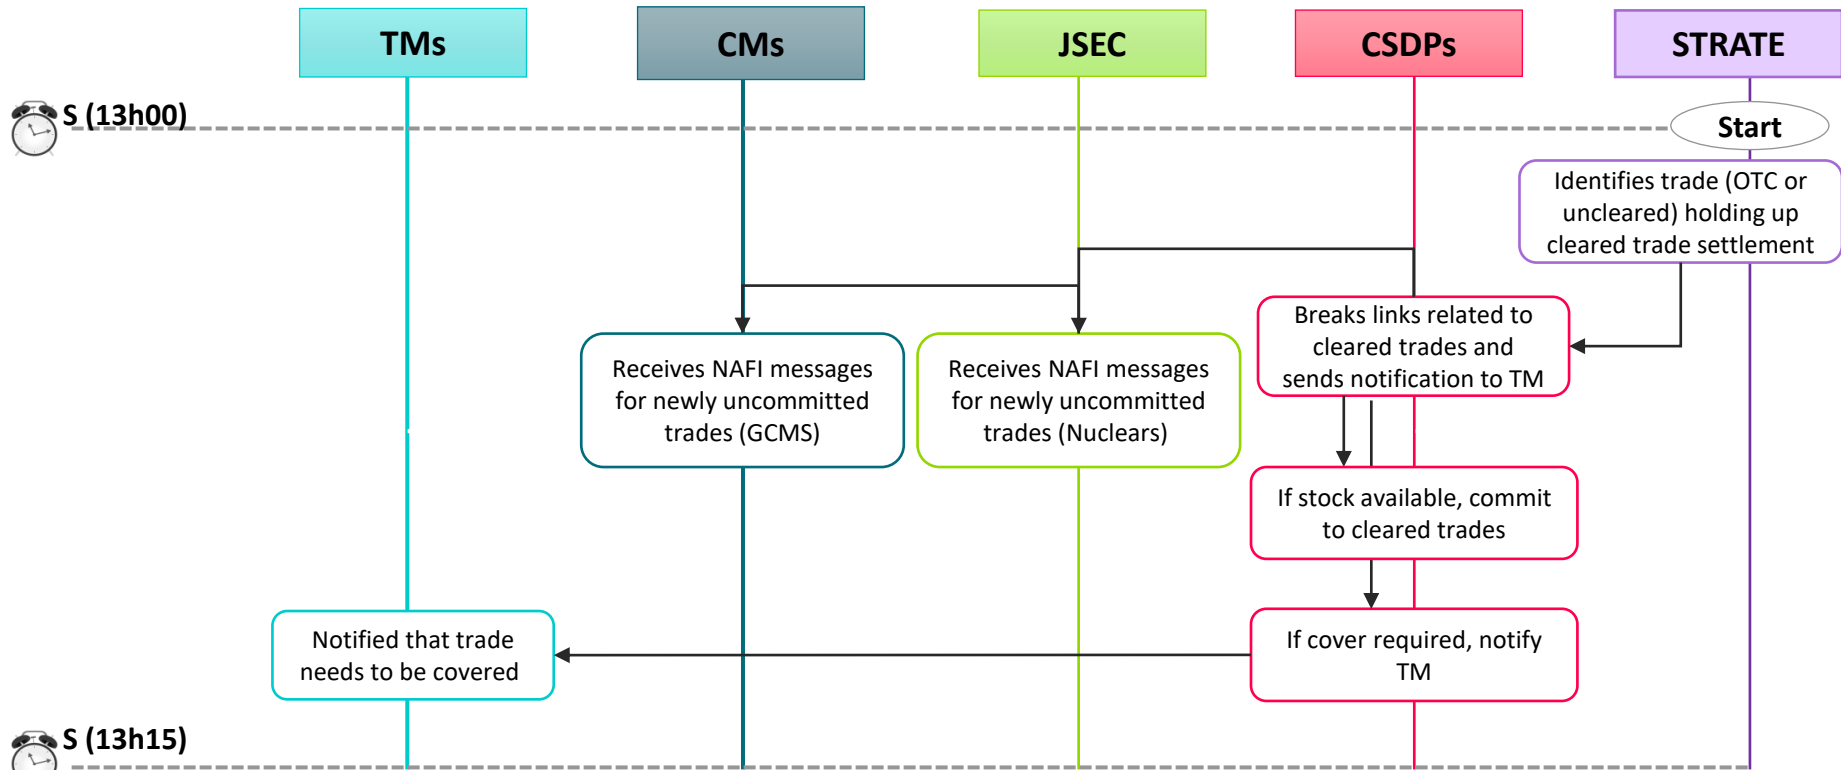 TMs
CMs
JSEC
CSDPs
STRATE
S (13h00)
Start
Identifies trade (OTC or
uncleared) holding up
cleared trade settlement
Breaks links related to
cleared trades and
sends notification to TM
Receives NAFI messages
for newly uncommitted
trades (GCMS)
Receives NAFI messages
for newly uncommitted
trades (Nuclears)
If stock available, commit
to cleared trades
Notified that trade
needs to be covered
If cover required, notify
TM
S (13h15)